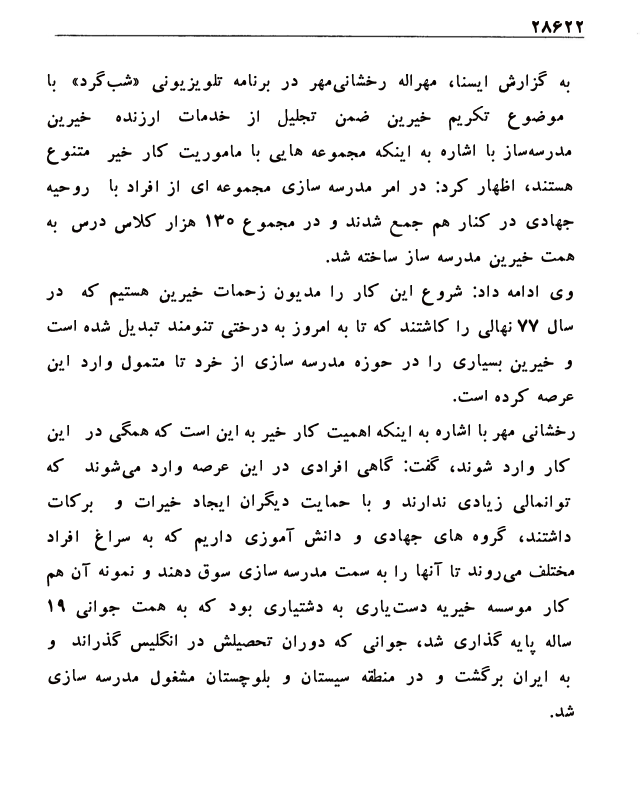 ۲۸۶۲۲
به گزارش ایسنا، مهراله رخشانی‌مهر در برنامه تلویزیونی «شب‌گرد» با
موضوع تکریم خیرین ضمن تجلیل از خدمات ارزنده خیرین
مدرسه‌ساز با اشاره به اینکه مجموعه هایی با ماموریت کار خیر متنوع
هستند، اظهار کرد: در امر مدرسه سازی مجموعه ای از افراد با روحیه
جهادی در کنار هم جمع شدند و در مجموع ۱۳۰ هزار کلاس درس به
همت خیرین مدرسه ساز ساخته شد.
وی ادامه داد: شروع این کار را مدیون زحمات خیرین هستیم که در
سال ۷۷ نهالی را کاشتند که تا به امروز به درختی تنومند تبدیل شده است
و خیرین بسیاری را در حوزه مدرسه سازی از خرد تا متمول وارد این
عرصه کرده است.
رخشانی مهر با اشاره به اینکه اهمیت کار خیر به این است که همگی در این
کار وارد شوند، گفت: گاهی افرادی در این عرصه وارد می‌شوند که
توانمالی زیادی ندارند و با حمایت دیگران ایجاد خیرات و برکات
داشتند، گروه های جهادی و دانش آموزی داریم که به سراغ افراد
مختلف می‌روند تا آنها را به سمت مدرسه سازی سوق دهند و نمونه آن هم
کار موسسه خیریه دست‌یاری به دشتیاری بود که به همت جوانی ۱۹
ساله پایه گذاری شد، جوانی که دوران تحصیلش در انگلیس گذراند و
به ایران برگشت و در منطقه سیستان و بلوچستان مشغول مدرسه سازی
شد.